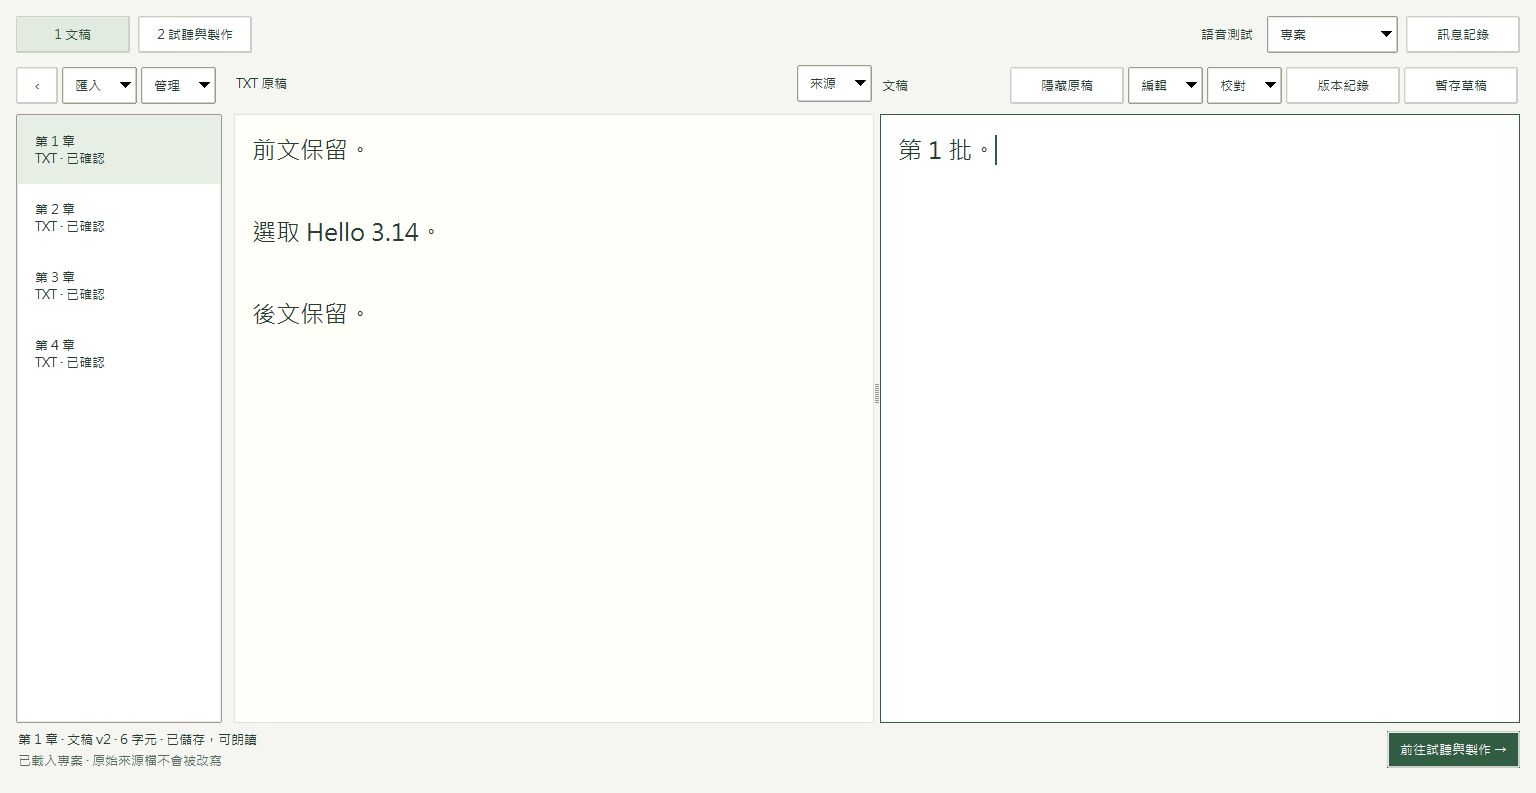 1 文稿
2 試聽與製作
語音測試
專案
訊息記錄
‹
匯入
管理
TXT 原稿
來源
文稿
隱藏原稿
編輯
校對
版本紀錄
暫存草稿
第 1 章
TXT · 已確認
第 2 章
TXT · 已確認
第 3 章
TXT · 已確認
第 4 章
TXT · 已確認
前文保留。
選取 Hello 3.14。
後文保留。
第 1 批。
第 1 章 · 文稿 v2 · 6 字元 · 已儲存，可朗讀
已載入專案 · 原始來源檔不會被改寫
前往試聽與製作 →